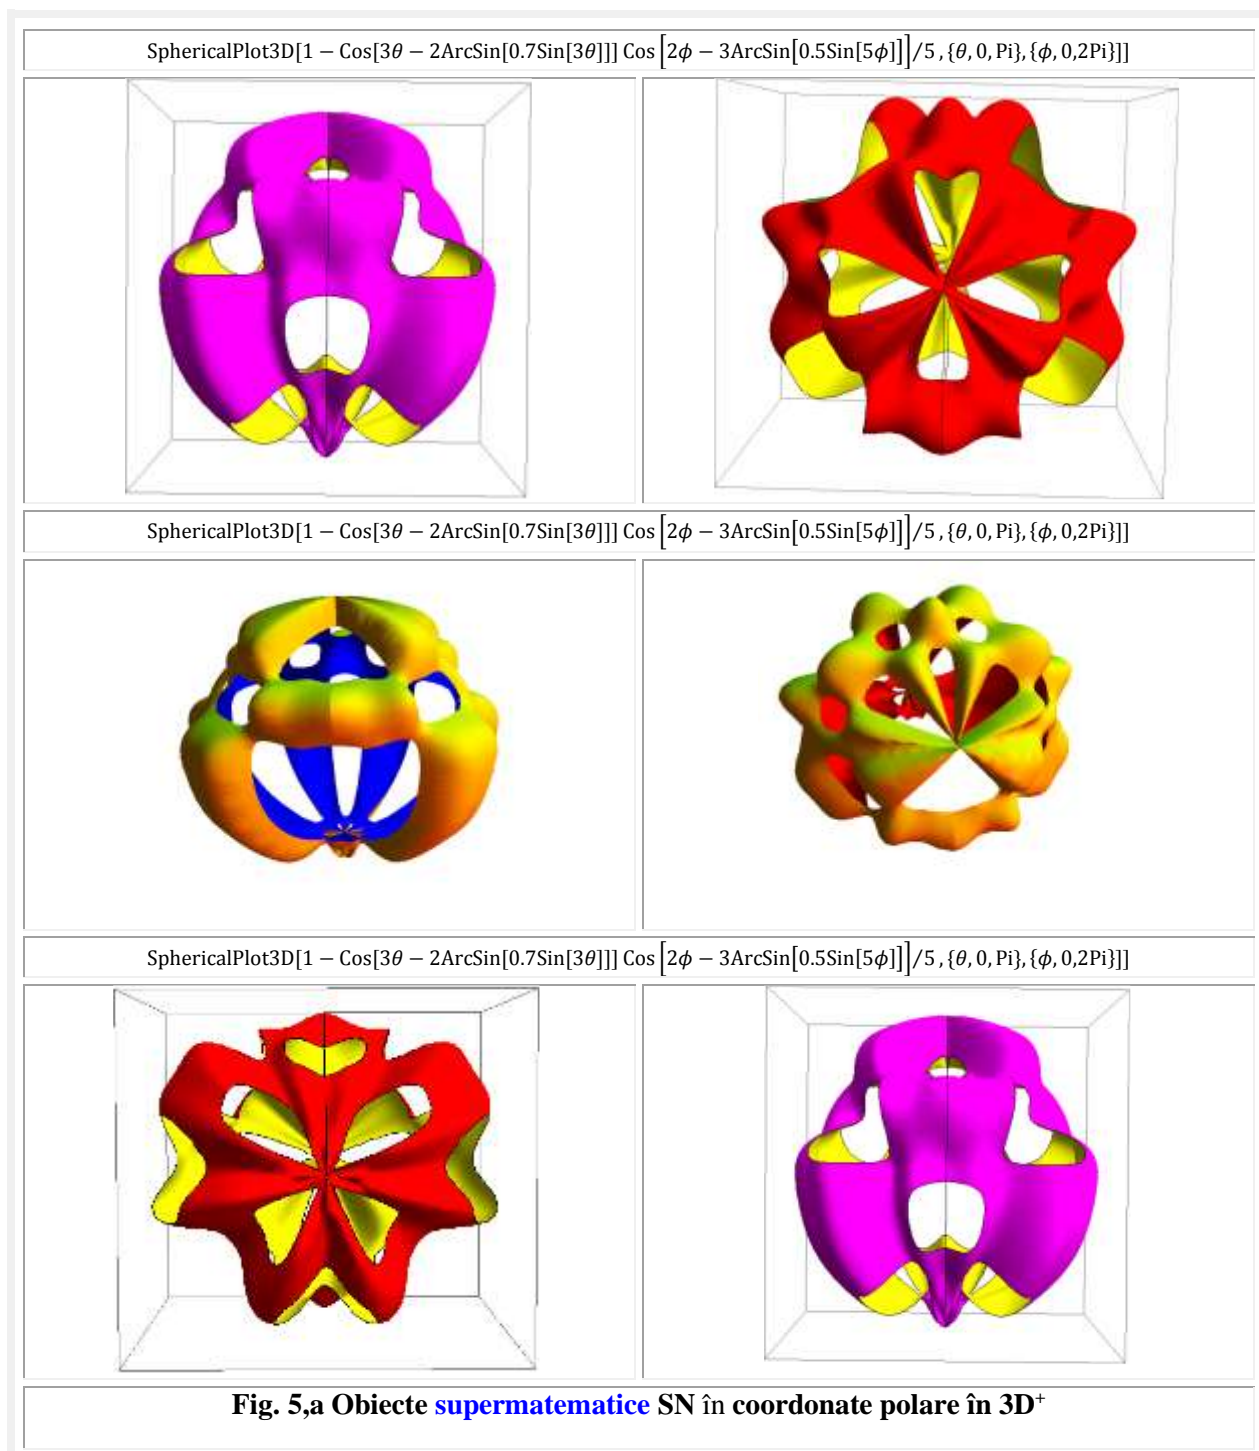 SphericalPlot3D[1 − Cos[3θ − 2ArcSin[0.7Sin[3θ]]] Cos[2ϕ − 3ArcSin[0.5Sin[5ϕ]]]/5 , {θ, 0, Pi}, {ϕ, 0,2Pi}]]
SphericalPlot3D[1 − Cos[3θ − 2ArcSin[0.7Sin[3θ]]] Cos[2ϕ − 3ArcSin[0.5Sin[5ϕ]]]/5 , {θ, 0, Pi}, {ϕ, 0,2Pi}]]
SphericalPlot3D[1 − Cos[3θ − 2ArcSin[0.7Sin[3θ]]] Cos[2ϕ − 3ArcSin[0.5Sin[5ϕ]]]/5 , {θ, 0, Pi}, {ϕ, 0,2Pi}]]
Fig. 5,a Obiecte supermatematice SN în coordonate polare în 3D⁺